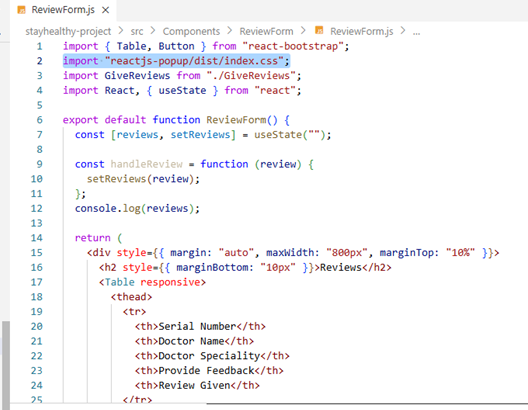 ReviewForm.js ×
stayhealthy-project > src > Components > ReviewForm > ReviewForm.js > ...
1 import { Table, Button } from "react-bootstrap";
2 import "reactjs-popup/dist/index.css";
3 import GiveReviews from "./GiveReviews";
4 import React, { useState } from "react";
5
6 export default function ReviewForm() {
7 const [reviews, setReviews] = useState("");
8
9 const handleReview = function (review) {
10 setReviews(review);
11 };
12 console.log(reviews);
13
14 return (
15 <div style={{ margin: "auto", maxWidth: "800px", marginTop: "10%" }}>
16 <h2 style={{ marginBottom: "10px" }}>Reviews</h2>
17 <Table responsive>
18 <thead>
19 <tr>
20 <th>Serial Number</th>
21 <th>Doctor Name</th>
22 <th>Doctor Speciality</th>
23 <th>Provide Feedback</th>
24 <th>Review Given</th>
25 </tr>